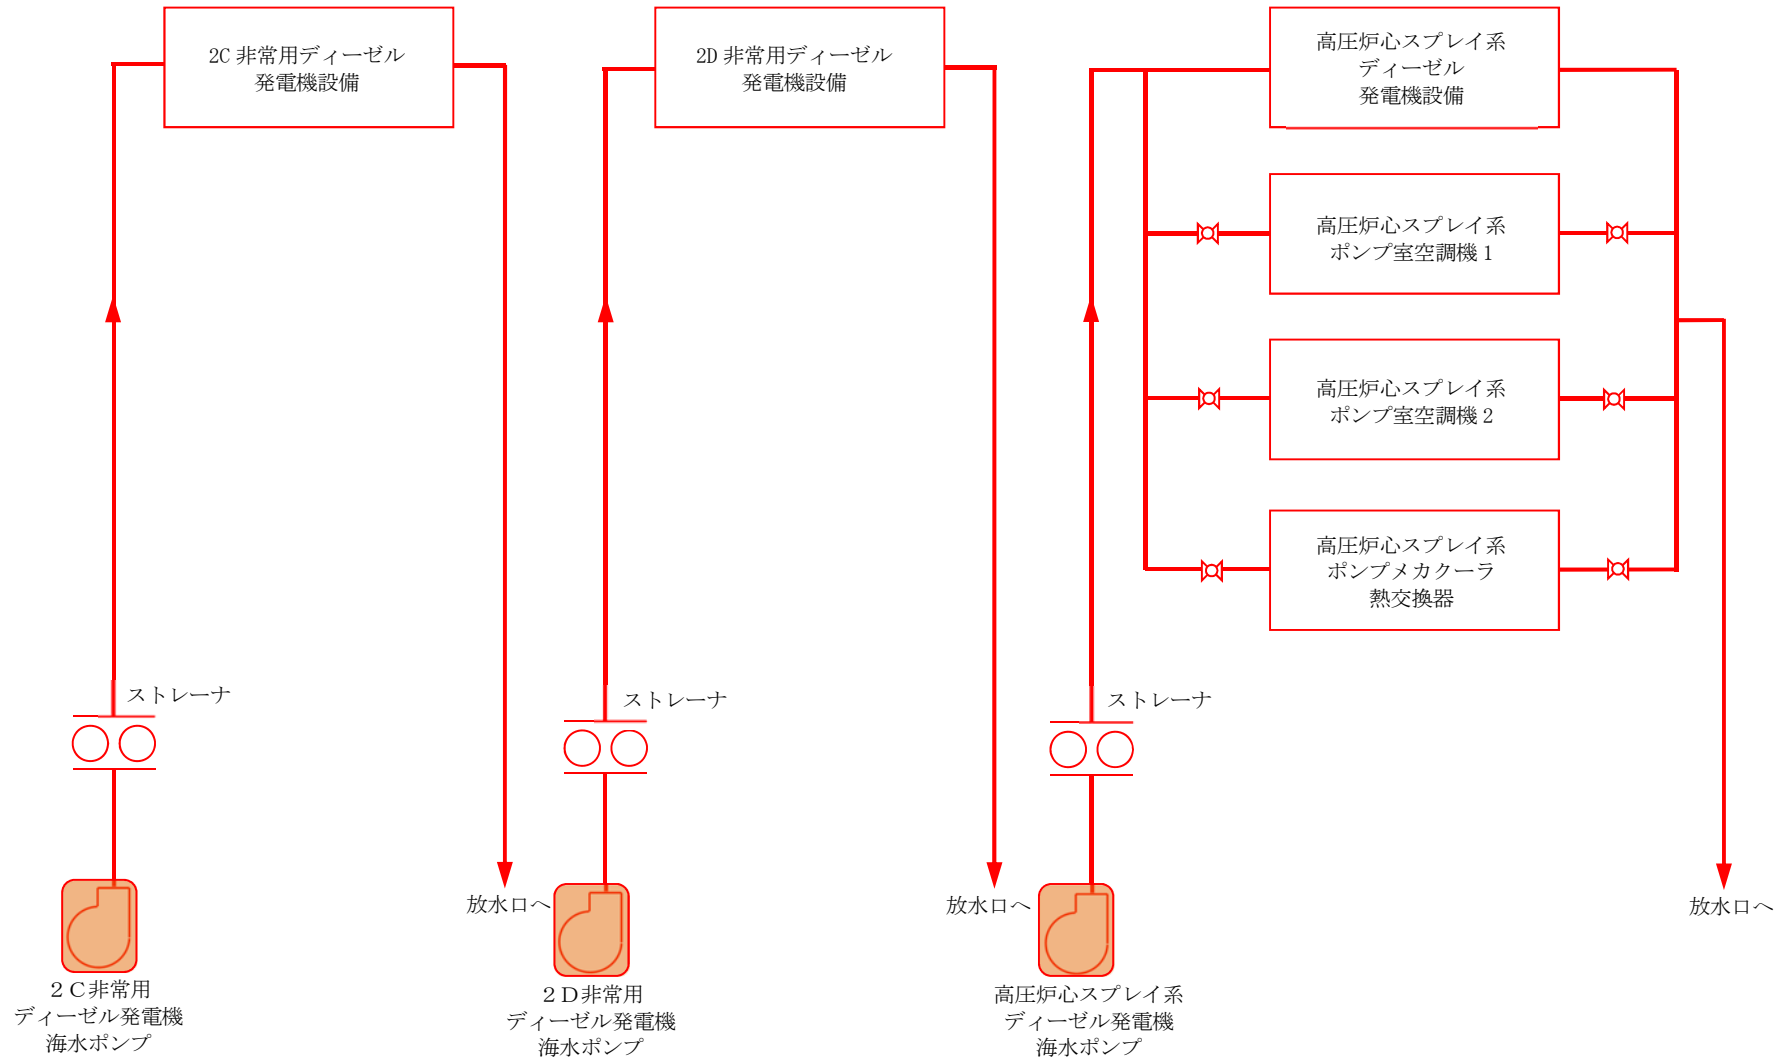 2C 非常用ディーゼル
発電機設備
2D 非常用ディーゼル
発電機設備
高圧炉心スプレイ系
ディーゼル
発電機設備
高圧炉心スプレイ系
ポンプ室空調機 1
高圧炉心スプレイ系
ポンプ室空調機 2
高圧炉心スプレイ系
ポンプメカクーラ
熱交換器
ストレーナ
ストレーナ
ストレーナ
放水口へ
放水口へ
放水口へ
２Ｃ非常用
ディーゼル発電機
海水ポンプ
２Ｄ非常用
ディーゼル発電機
海水ポンプ
高圧炉心スプレイ系
ディーゼル発電機
海水ポンプ